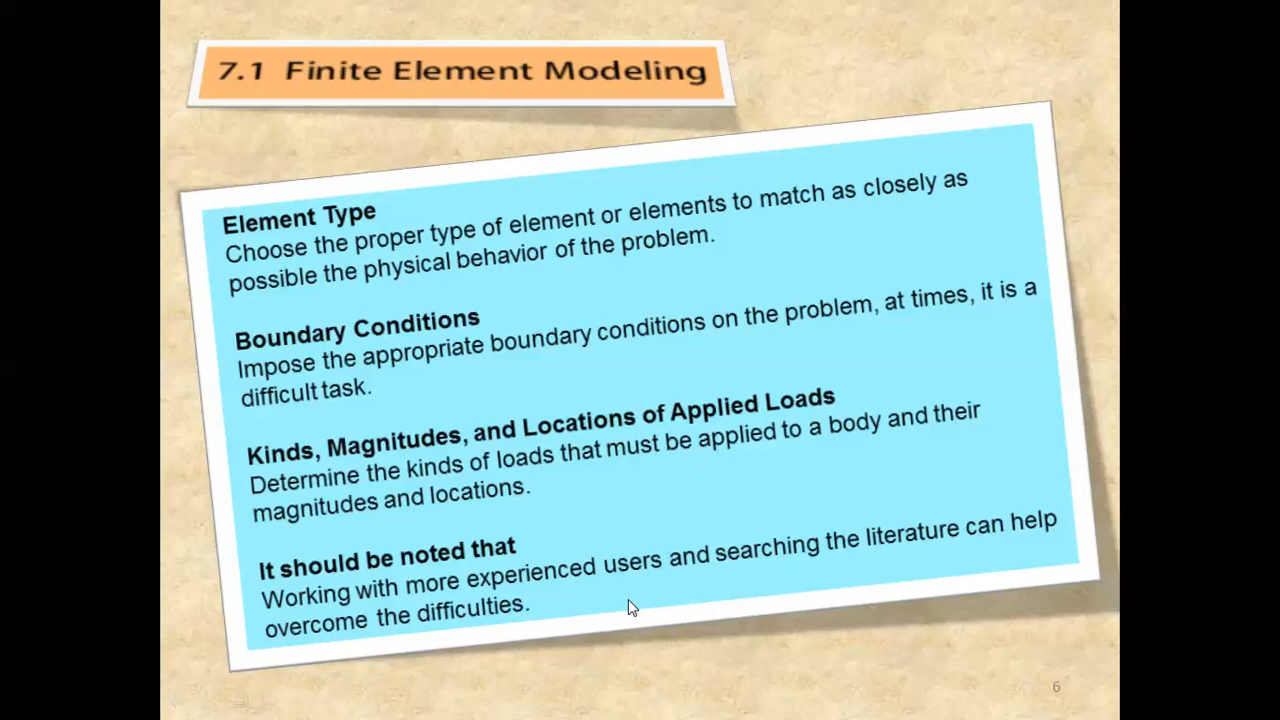 7.1 Finite Element Modeling
Element Type
Choose the proper type of element or elements to match as closely as
possible the physical behavior of the problem.
Boundary Conditions
Impose the appropriate boundary conditions on the problem, at times, it is a
difficult task.
Kinds, Magnitudes, and Locations of Applied Loads
Determine the kinds of loads that must be applied to a body and their
magnitudes and locations.
It should be noted that
Working with more experienced users and searching the literature can help
overcome the difficulties.
6